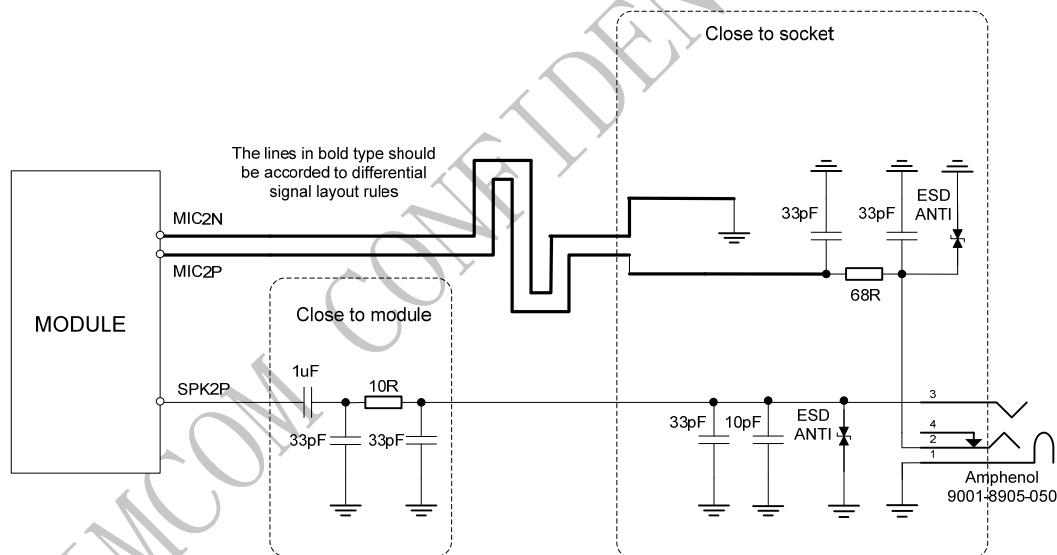 Close to socket
The lines in bold type should
be accorded to differential
signal layout rules
MIC2N
MIC2P
33pF
33pF
ESD
ANTI
68R
MODULE
Close to module
SPK2P
1uF
10R
33pF
33pF
33pF
10pF
ESD
ANTI
3
4
2
1
Amphenol
9001-8905-050
MCOM CONFIDEN